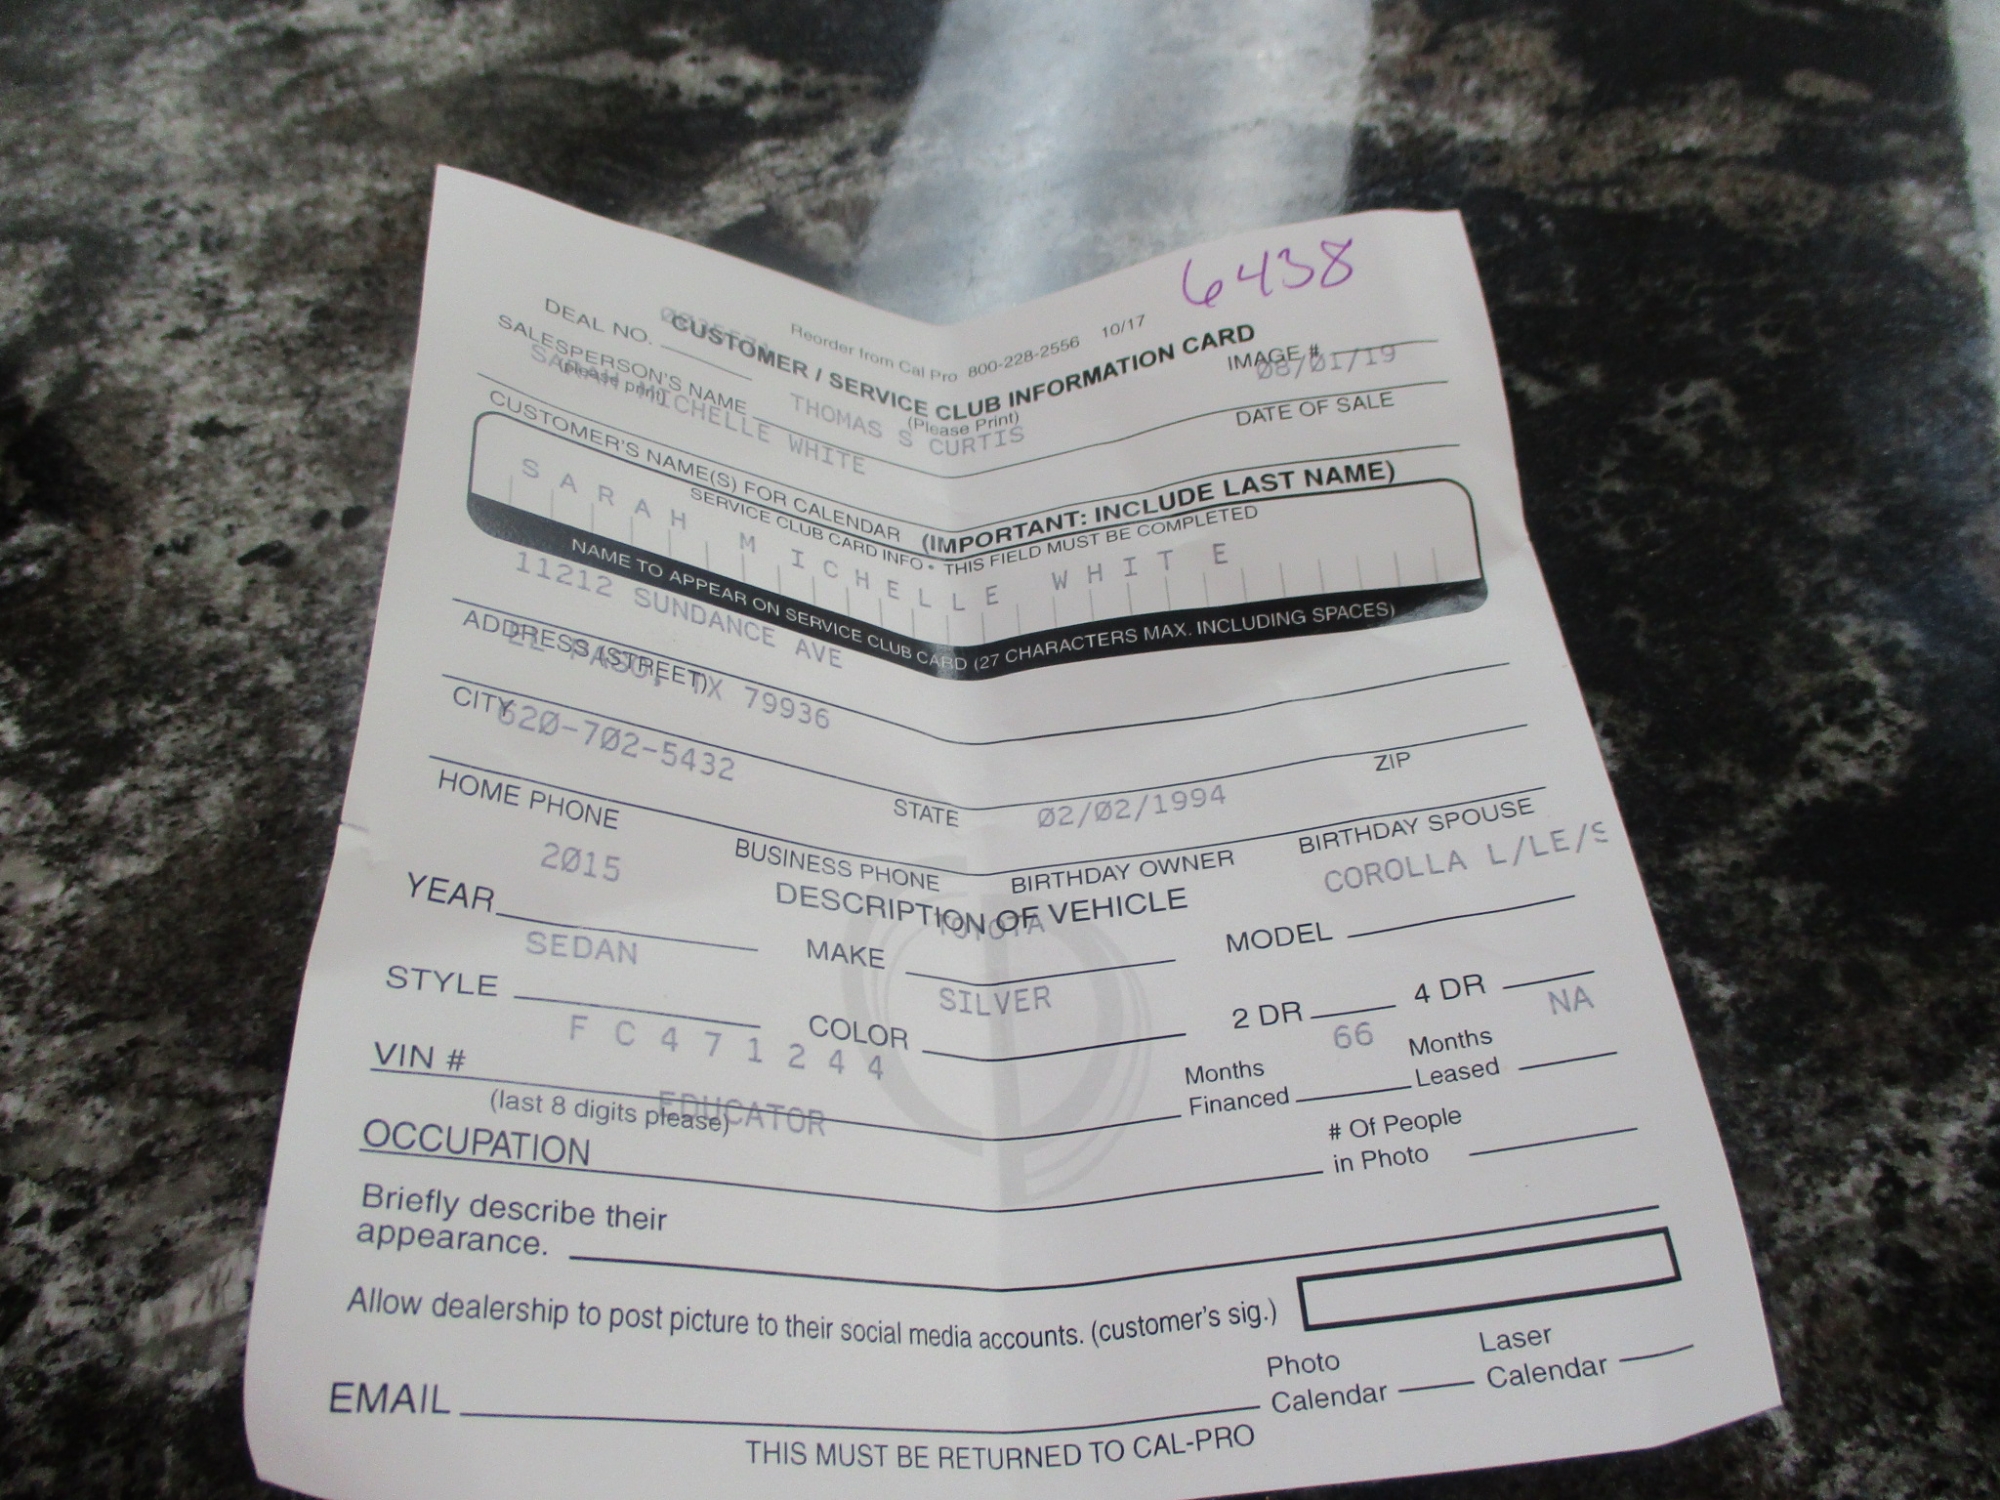 6438
Reorder from Cal Pro 800-228-2556 10/17
CUSTOMER / SERVICE CLUB INFORMATION CARD
(Please Print)
DEAL NO.
IMAGE #
08/01/19
SALESPERSON'S NAME
(please print)
THOMAS S CURTIS
DATE OF SALE
SARAH MICHELLE WHITE
CUSTOMER'S NAME(S) FOR CALENDAR (IMPORTANT: INCLUDE LAST NAME)
SERVICE CLUB CARD INFO • THIS FIELD MUST BE COMPLETED
SARAH MICHELLE WHITE
NAME TO APPEAR ON SERVICE CLUB CARD (27 CHARACTERS MAX. INCLUDING SPACES)
11212 SUNDANCE AVE
ADDRESS (STREET)
EL PASO, TX 79936
CITY STATE ZIP
620-702-5432 02/02/1994
HOME PHONE BUSINESS PHONE BIRTHDAY OWNER BIRTHDAY SPOUSE
DESCRIPTION OF VEHICLE
2015 TOYOTA COROLLA L/LE/S
YEAR MAKE MODEL
SEDAN SILVER
STYLE COLOR 2 DR 4 DR
FC471244 66 NA
VIN # Months Financed Months Leased
(last 8 digits please)
EDUCATOR
OCCUPATION # Of People in Photo
Briefly describe their
appearance.
Allow dealership to post picture to their social media accounts. (customer's sig.)
EMAIL Photo Calendar Laser Calendar
THIS MUST BE RETURNED TO CAL-PRO